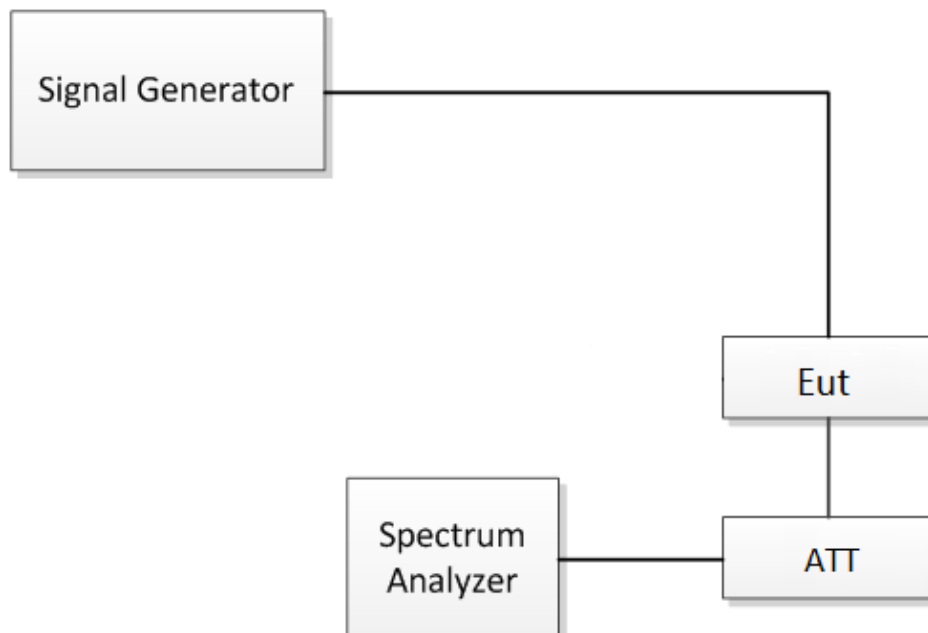 Signal Generator
Eut
Spectrum
Analyzer
ATT